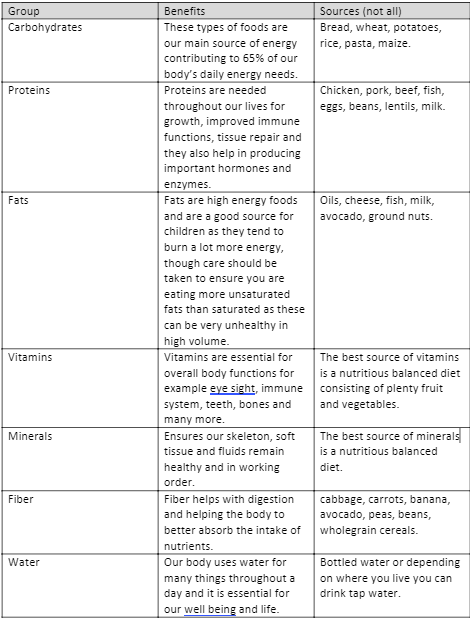 Group Benefits Sources (not all)
Carbohydrates
These types of foods are
our main source of energy
contributing to 65% of our
body's daily energy needs.
Bread, wheat, potatoes,
rice, pasta, maize.
Proteins
Proteins are needed
throughout our lives for
growth, improved immune
functions, tissue repair and
they also help in producing
important hormones and
enzymes.
Chicken, pork, beef, fish,
eggs, beans, lentils, milk.
Fats
Fats are high energy foods
and are a good source for
children as they tend to
burn a lot more energy,
though care should be
taken to ensure you are
eating more unsaturated
fats than saturated as these
can be very unhealthy in
high volume.
Oils, cheese, fish, milk,
avocado, ground nuts.
Vitamins
Vitamins are essential for
overall body functions for
example eye sight, immune
system, teeth, bones and
many more.
The best source of vitamins
is a nutritious balanced diet
consisting of plenty fruit
and vegetables.
Minerals
Ensures our skeleton, soft
tissue and fluids remain
healthy and in working
order.
The best source of minerals
is a nutritious balanced
diet.
Fiber
Fiber helps with digestion
and helping the body to
better absorb the intake of
nutrients.
cabbage, carrots, banana,
avocado, peas, beans,
wholegrain cereals.
Water
Our body uses water for
many things throughout a
day and it is essential for
our well being and life.
Bottled water or depending
on where you live you can
drink tap water.